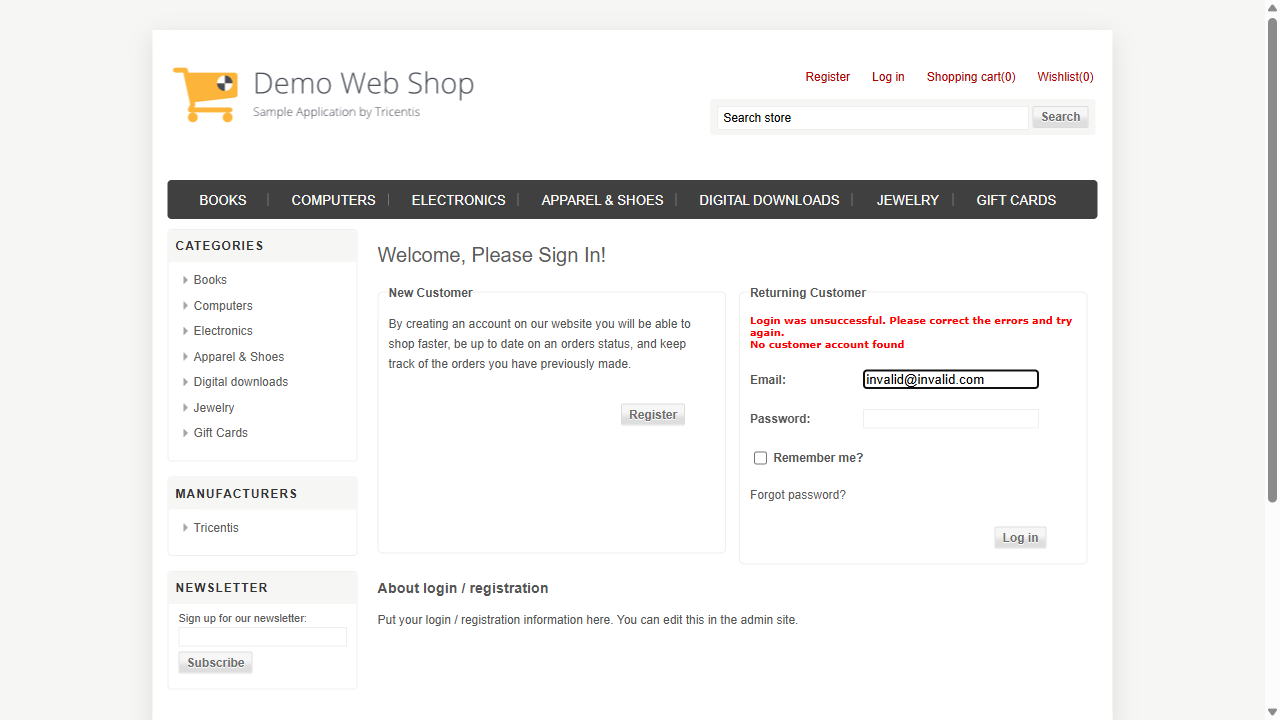 Demo Web Shop
Sample Application by Tricentis
Register Log in Shopping cart(0) Wishlist(0)
Search store Search
BOOKS COMPUTERS ELECTRONICS APPAREL & SHOES DIGITAL DOWNLOADS JEWELRY GIFT CARDS
CATEGORIES
Books
Computers
Electronics
Apparel & Shoes
Digital downloads
Jewelry
Gift Cards
MANUFACTURERS
Tricentis
NEWSLETTER
Sign up for our newsletter:
Subscribe
Welcome, Please Sign In!
New Customer
By creating an account on our website you will be able to
shop faster, be up to date on an orders status, and keep
track of the orders you have previously made.
Register
Returning Customer
Login was unsuccessful. Please correct the errors and try
again.
No customer account found
Email: invalid@invalid.com
Password:
Remember me?
Forgot password?
Log in
About login / registration
Put your login / registration information here. You can edit this in the admin site.